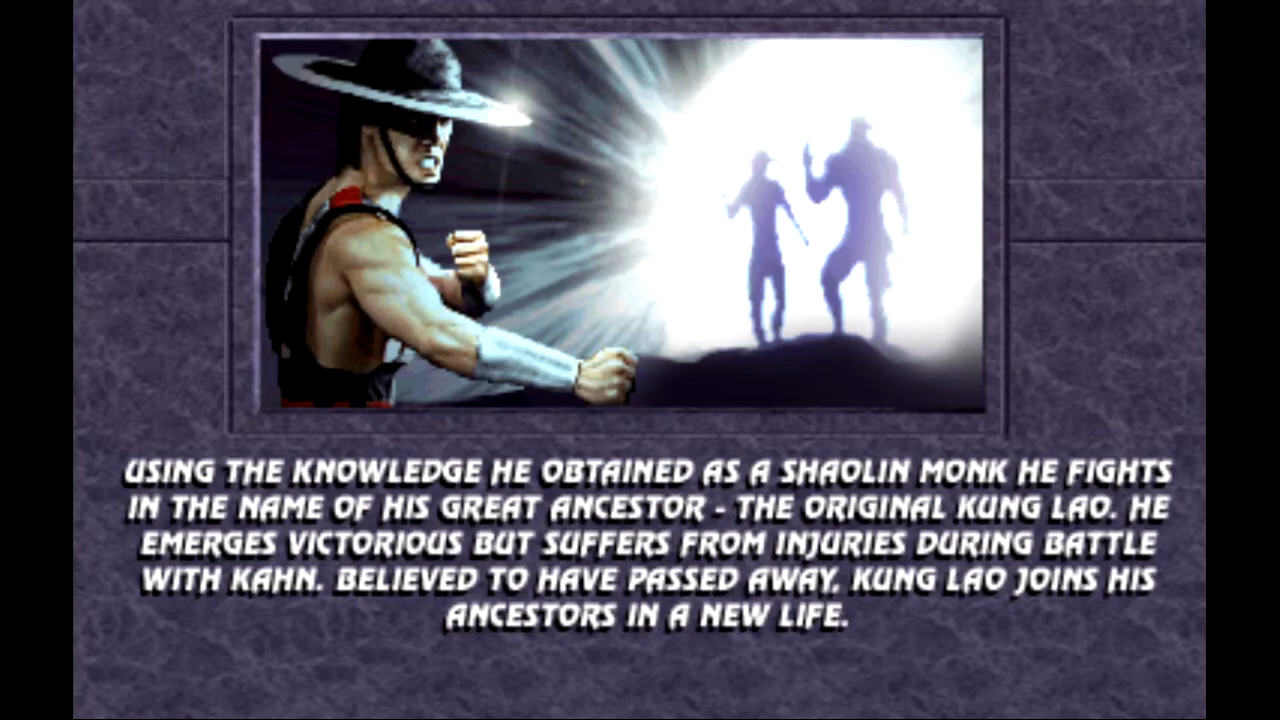 USING THE KNOWLEDGE HE OBTAINED AS A SHAOLIN MONK HE FIGHTS
IN THE NAME OF HIS GREAT ANCESTOR - THE ORIGINAL KUNG LAO. HE
EMERGES VICTORIOUS BUT SUFFERS FROM INJURIES DURING BATTLE
WITH KAHN. BELIEVED TO HAVE PASSED AWAY, KUNG LAO JOINS HIS
ANCESTORS IN A NEW LIFE.